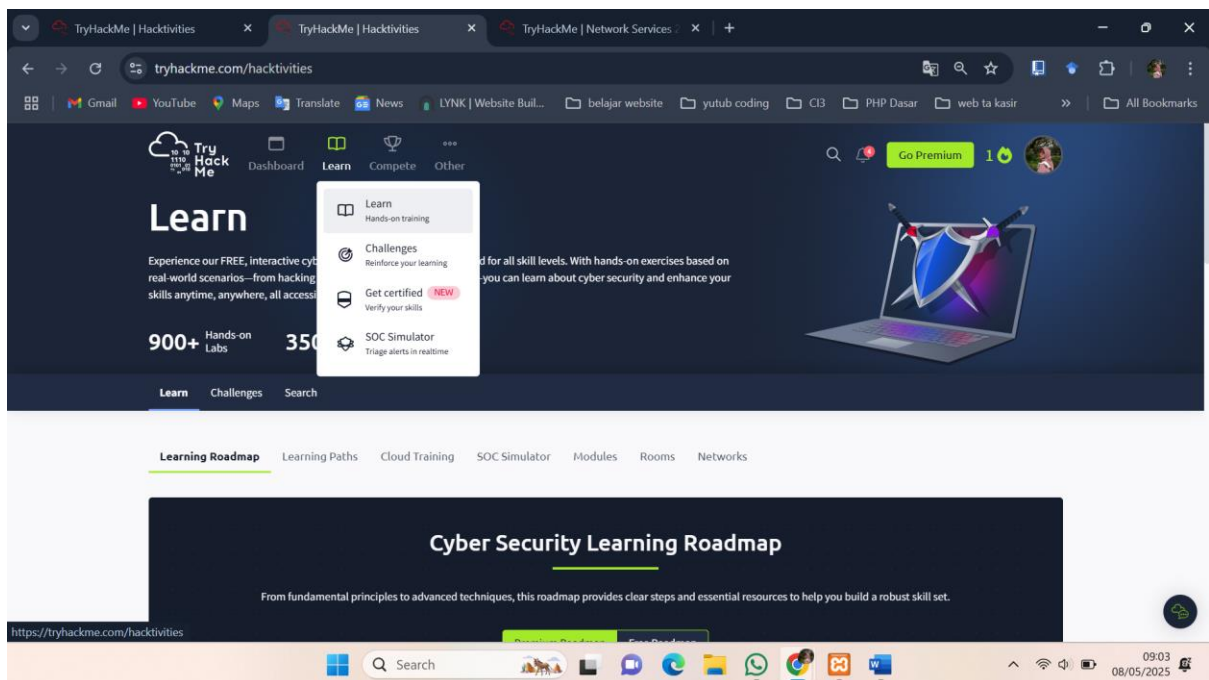 TryHackMe | Hacktivities
TryHackMe | Hacktivities
TryHackMe | Network Services 2
tryhackme.com/hacktivities
Gmail
YouTube
Maps
Translate
News
LYNK | Website Buil...
belajar website
yutub coding
CI3
PHP Dasar
web ta kasir
All Bookmarks
Try
Hack
Me
Dashboard
Learn
Compete
Other
Go Premium
1
Learn
Experience our FREE, interactive cyb
d for all skill levels. With hands-on exercises based on
real-world scenarios—from hacking
you can learn about cyber security and enhance your
skills anytime, anywhere, all accessi
900+ Hands-on
Labs
350
Learn
Hands-on training
Challenges
Reinforce your learning
Get certified NEW
Verify your skills
SOC Simulator
Triage alerts in realtime
Learn
Challenges
Search
Learning Roadmap
Learning Paths
Cloud Training
SOC Simulator
Modules
Rooms
Networks
Cyber Security Learning Roadmap
From fundamental principles to advanced techniques, this roadmap provides clear steps and essential resources to help you build a robust skill set.
Premium Roadmap
Free Roadmap
https://tryhackme.com/hacktivities
Search
09:03
08/05/2025